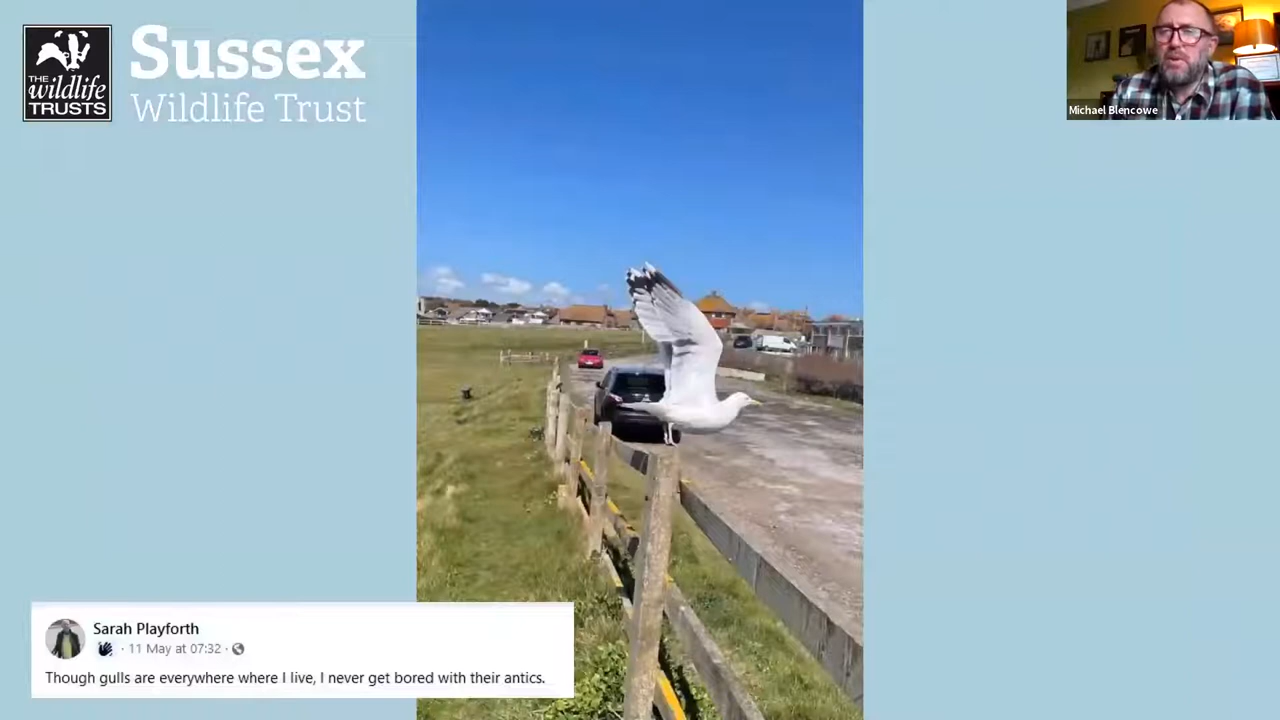 THE
wildlife
TRUSTS
Sussex
Wildlife Trust
Michael Blencowe
Sarah Playforth
11 May at 07:32
Though gulls are everywhere where I live, I never get bored with their antics.